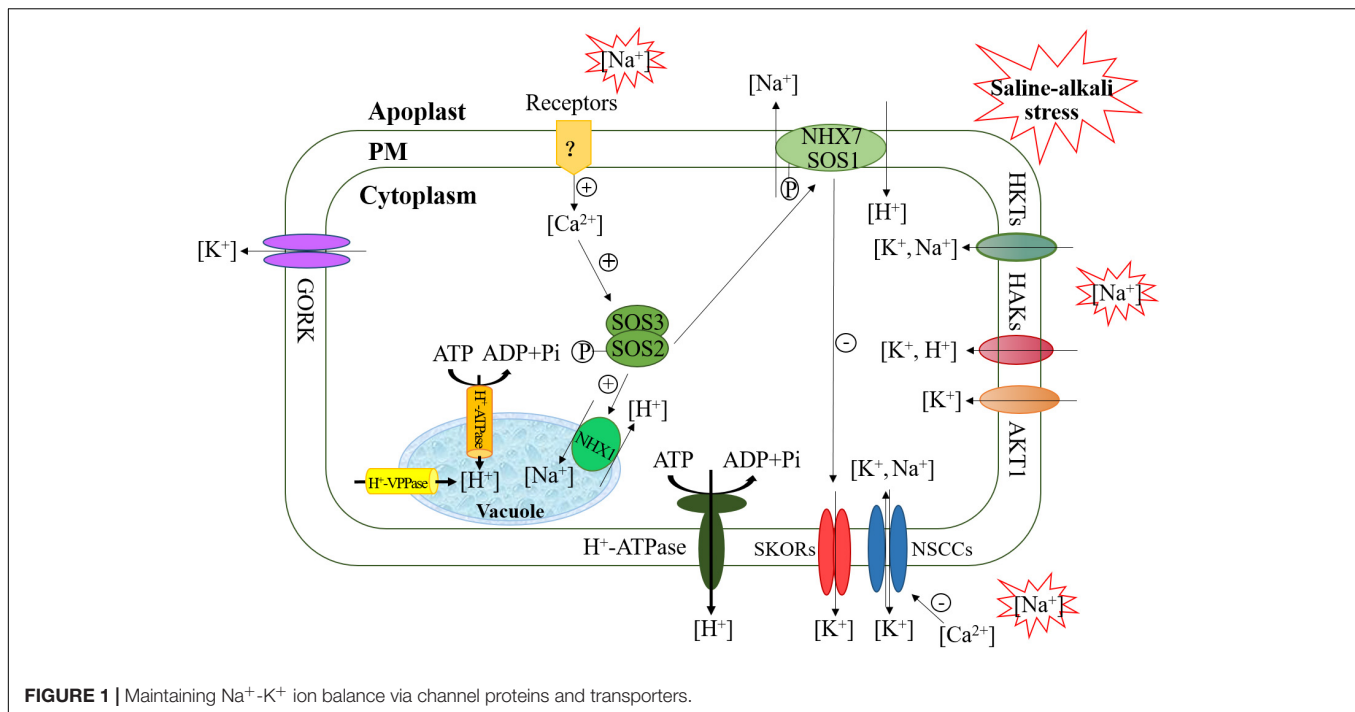 [Na⁺]
Saline-alkali
stress
Apoplast
Receptors
[Na⁺]
PM
?
NHX7
SOS1
Cytoplasm
+
P
[Ca²⁺]
[H⁺]
HKTs
[K⁺]
[K⁺, Na⁺]
+
GORK
HAKs
[Na⁺]
SOS3
SOS2
P
-
[K⁺, H⁺]
ATP
ADP+Pi
+
[K⁺]
H⁺-ATPase
NHX1
[H⁺]
AKT1
H⁺-VPPase
[H⁺]
[Na⁺]
Vacuole
ATP
ADP+Pi
[K⁺, Na⁺]
H⁺-ATPase
SKORs
NSCCs
-
[Na⁺]
[H⁺]
[K⁺]
[K⁺]
[Ca²⁺]
FIGURE 1 | Maintaining Na⁺-K⁺ ion balance via channel proteins and transporters.